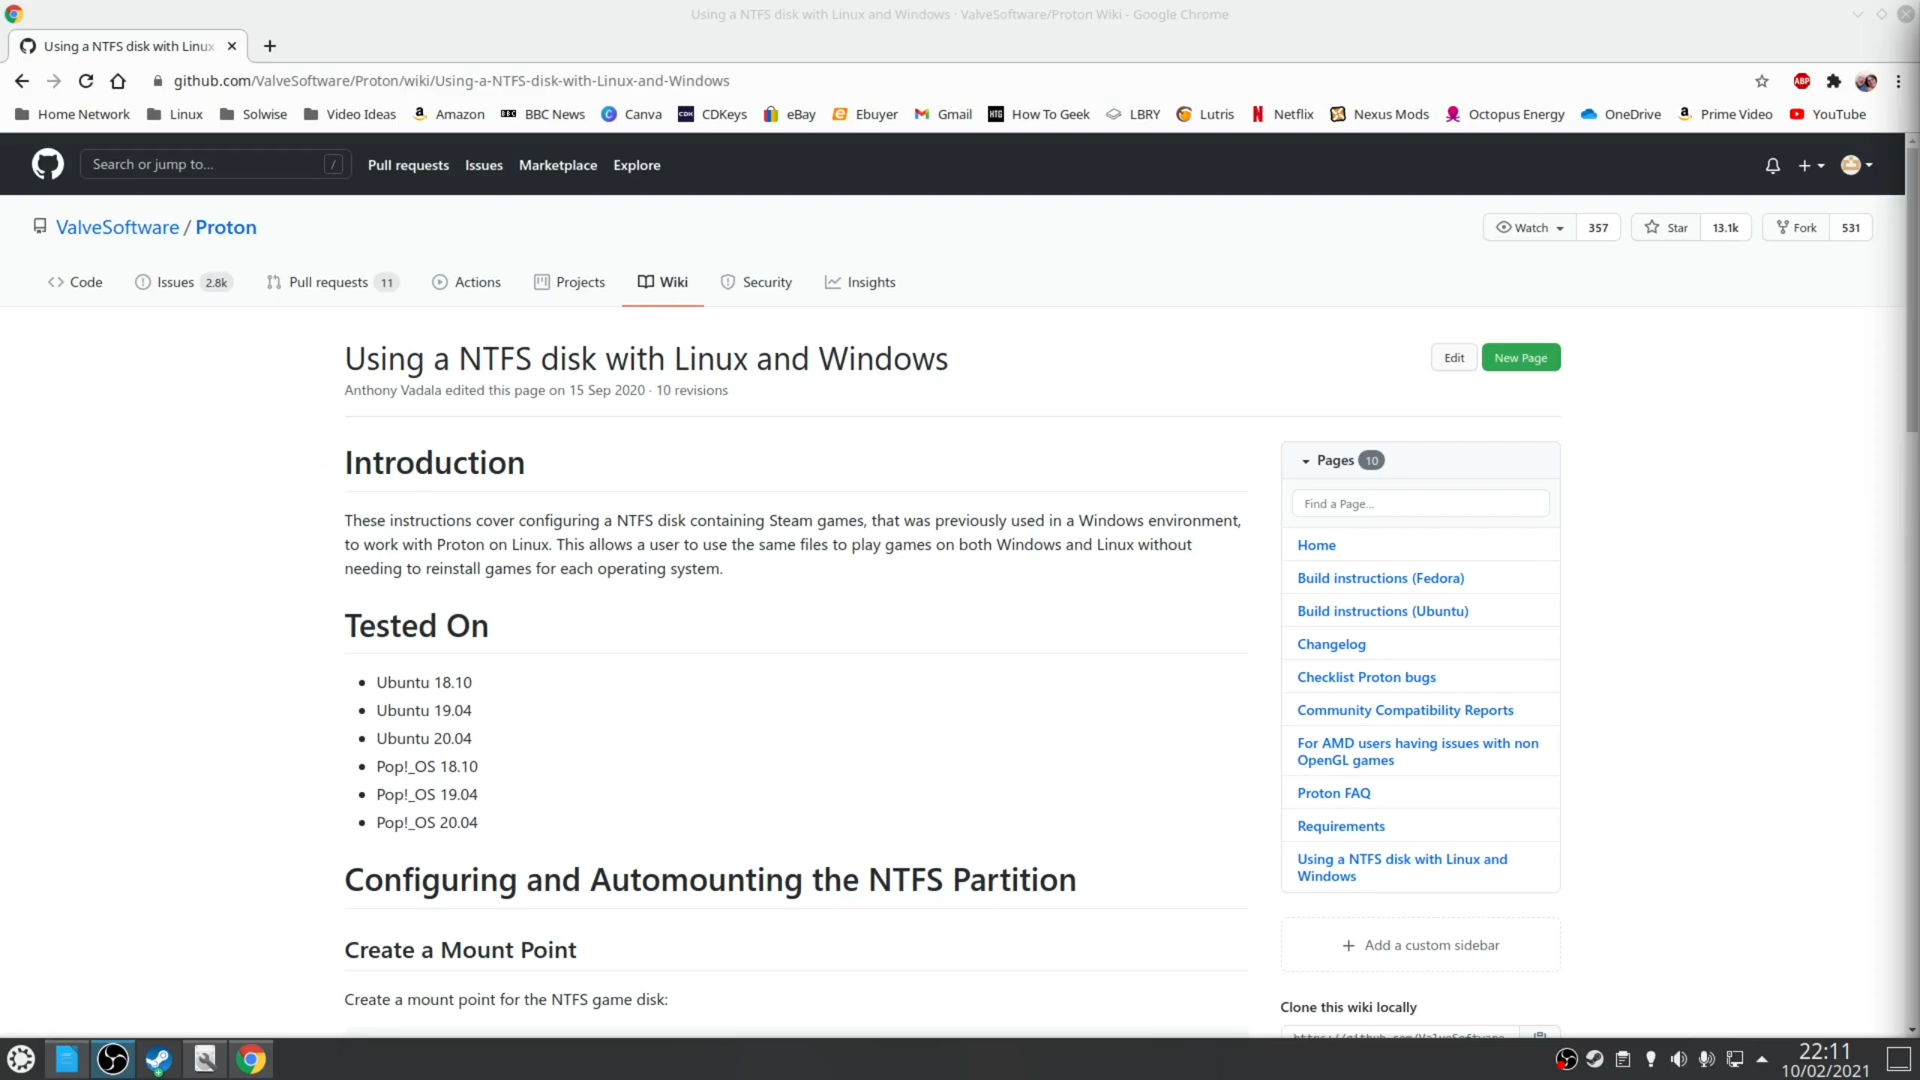 Using a NTFS disk with Linux and Windows · ValveSoftware/Proton Wiki - Google Chrome
Using a NTFS disk with Linux
github.com/ValveSoftware/Proton/wiki/Using-a-NTFS-disk-with-Linux-and-Windows
ABP
Home Network Linux Solwise Video Ideas Amazon BBC News Canva CDKeys eBay Ebuyer Gmail How To Geek LBRY Lutris Netflix Nexus Mods Octopus Energy OneDrive Prime Video YouTube
Search or jump to... / Pull requests Issues Marketplace Explore
ValveSoftware / Proton
Watch 357 Star 13.1k Fork 531
Code Issues 2.8k Pull requests 11 Actions Projects Wiki Security Insights
Using a NTFS disk with Linux and Windows
Edit New Page
Anthony Vadala edited this page on 15 Sep 2020 · 10 revisions
Introduction
These instructions cover configuring a NTFS disk containing Steam games, that was previously used in a Windows environment,
to work with Proton on Linux. This allows a user to use the same files to play games on both Windows and Linux without
needing to reinstall games for each operating system.
Tested On
Ubuntu 18.10
Ubuntu 19.04
Ubuntu 20.04
Pop!_OS 18.10
Pop!_OS 19.04
Pop!_OS 20.04
Configuring and Automounting the NTFS Partition
Create a Mount Point
Create a mount point for the NTFS game disk:
Pages 10
Find a Page...
Home
Build instructions (Fedora)
Build instructions (Ubuntu)
Changelog
Checklist Proton bugs
Community Compatibility Reports
For AMD users having issues with non
OpenGL games
Proton FAQ
Requirements
Using a NTFS disk with Linux and
Windows
Add a custom sidebar
Clone this wiki locally
https://github.com/ValveSoftware
22:11
10/02/2021